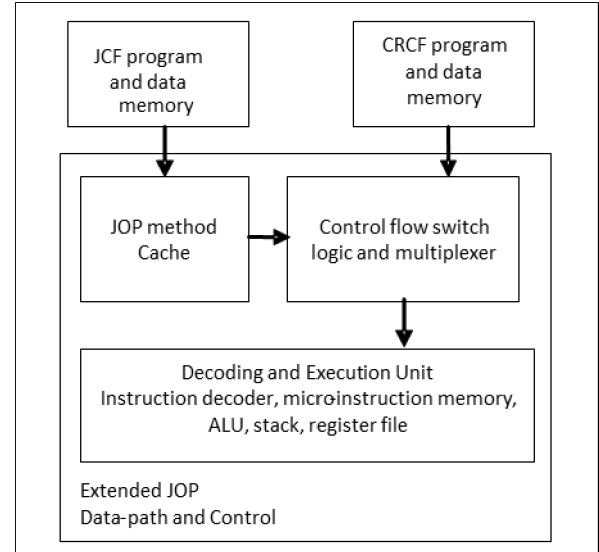 JCF program
and data
memory
CRCF program
and data
memory
JOP method
Cache
Control flow switch
logic and multiplexer
Decoding and Execution Unit
Instruction decoder, micro-instruction memory,
ALU, stack, register file
Extended JOP
Data-path and Control